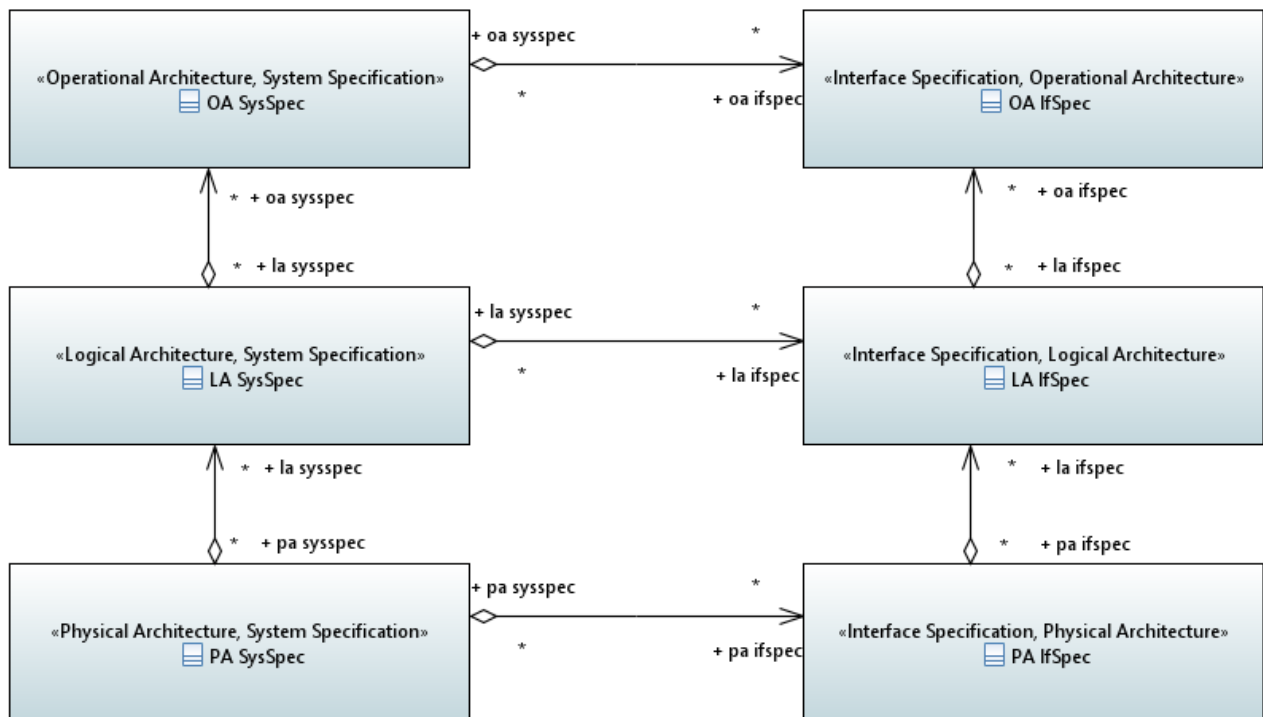 + oa sysspec *
«Operational Architecture, System Specification» «Interface Specification, Operational Architecture»
OA SysSpec * + oa ifspec OA IfSpec
* + oa sysspec * + oa ifspec
* + la sysspec * + la ifspec
+ la sysspec *
«Logical Architecture, System Specification» «Interface Specification, Logical Architecture»
LA SysSpec * + la ifspec LA IfSpec
* + la sysspec * + la ifspec
* + pa sysspec * + pa ifspec
+ pa sysspec *
«Physical Architecture, System Specification» «Interface Specification, Physical Architecture»
PA SysSpec * + pa ifspec PA IfSpec